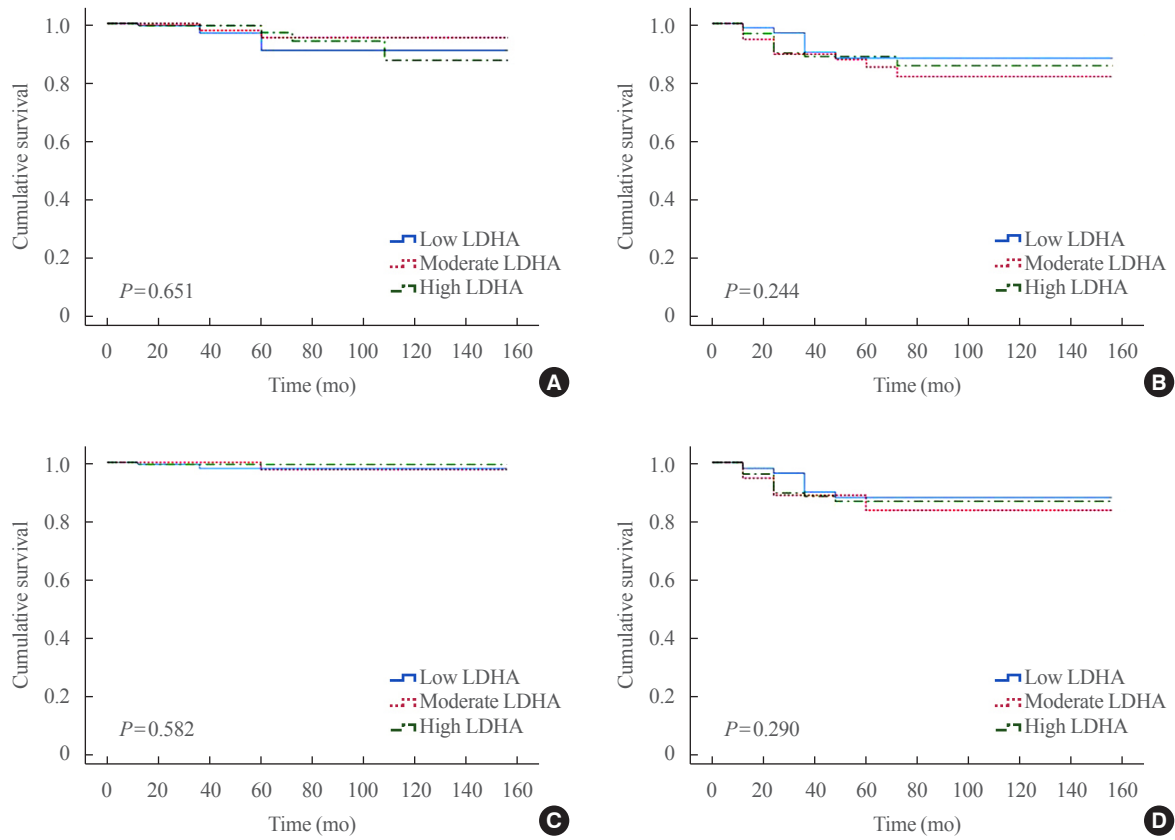 1.0
0.8
0.6
0.4
0.2
0
Cumulative survival
Low LDHA
Moderate LDHA
High LDHA
P=0.651
0 20 40 60 80 100 120 140 160
Time (mo)
A
1.0
0.8
0.6
0.4
0.2
0
Cumulative survival
Low LDHA
Moderate LDHA
High LDHA
P=0.244
0 20 40 60 80 100 120 140 160
Time (mo)
B
1.0
0.8
0.6
0.4
0.2
0
Cumulative survival
Low LDHA
Moderate LDHA
High LDHA
P=0.582
0 20 40 60 80 100 120 140 160
Time (mo)
C
1.0
0.8
0.6
0.4
0.2
0
Cumulative survival
Low LDHA
Moderate LDHA
High LDHA
P=0.290
0 20 40 60 80 100 120 140 160
Time (mo)
D